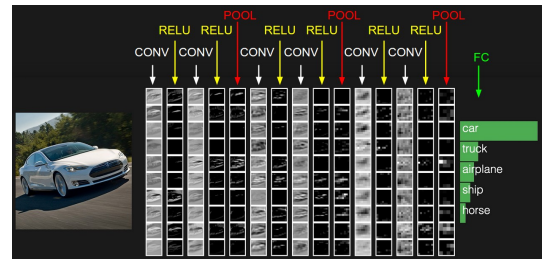 POOL POOL POOL
RELU RELU RELU RELU RELU RELU
CONV CONV CONV CONV CONV CONV
FC
car
truck
airplane
ship
horse